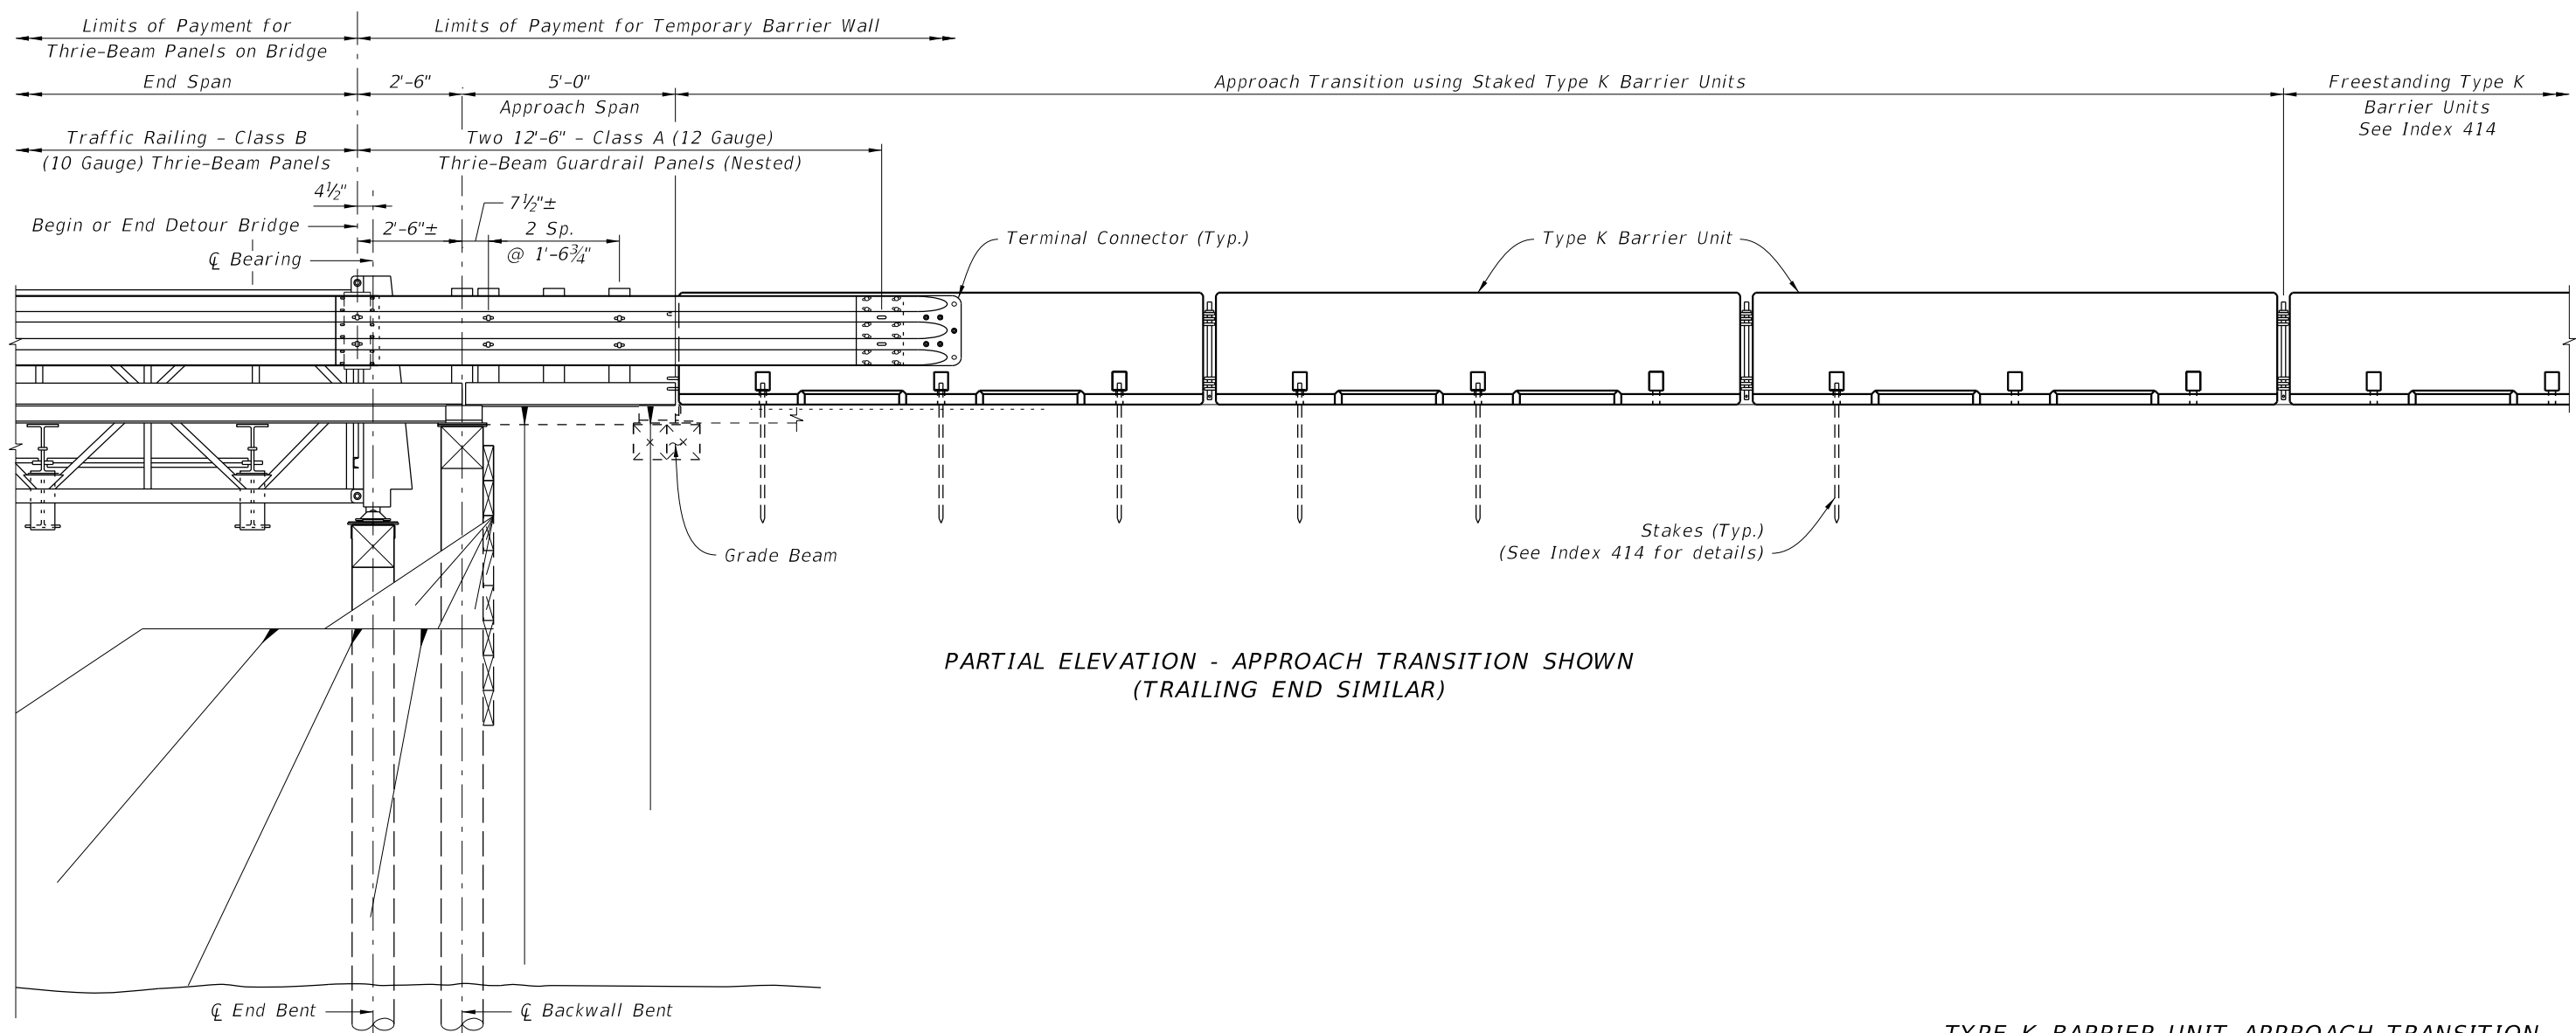 Limits of Payment for
Thrie-Beam Panels on Bridge
Limits of Payment for Temporary Barrier Wall
End Span
2'-6"
5'-0"
Approach Span
Approach Transition using Staked Type K Barrier Units
Freestanding Type K
Barrier Units
See Index 414
Traffic Railing - Class B
(10 Gauge) Thrie-Beam Panels
Two 12'-6" - Class A (12 Gauge)
Thrie-Beam Guardrail Panels (Nested)
4½"
7½"±
Begin or End Detour Bridge
2'-6"±
2 Sp.
@ 1'-6¾"
℄ Bearing
Terminal Connector (Typ.)
Type K Barrier Unit
Grade Beam
Stakes (Typ.)
(See Index 414 for details)
PARTIAL ELEVATION - APPROACH TRANSITION SHOWN
(TRAILING END SIMILAR)
℄ End Bent
℄ Backwall Bent
TYPE K BARRIER UNIT APPROACH TRANSITION